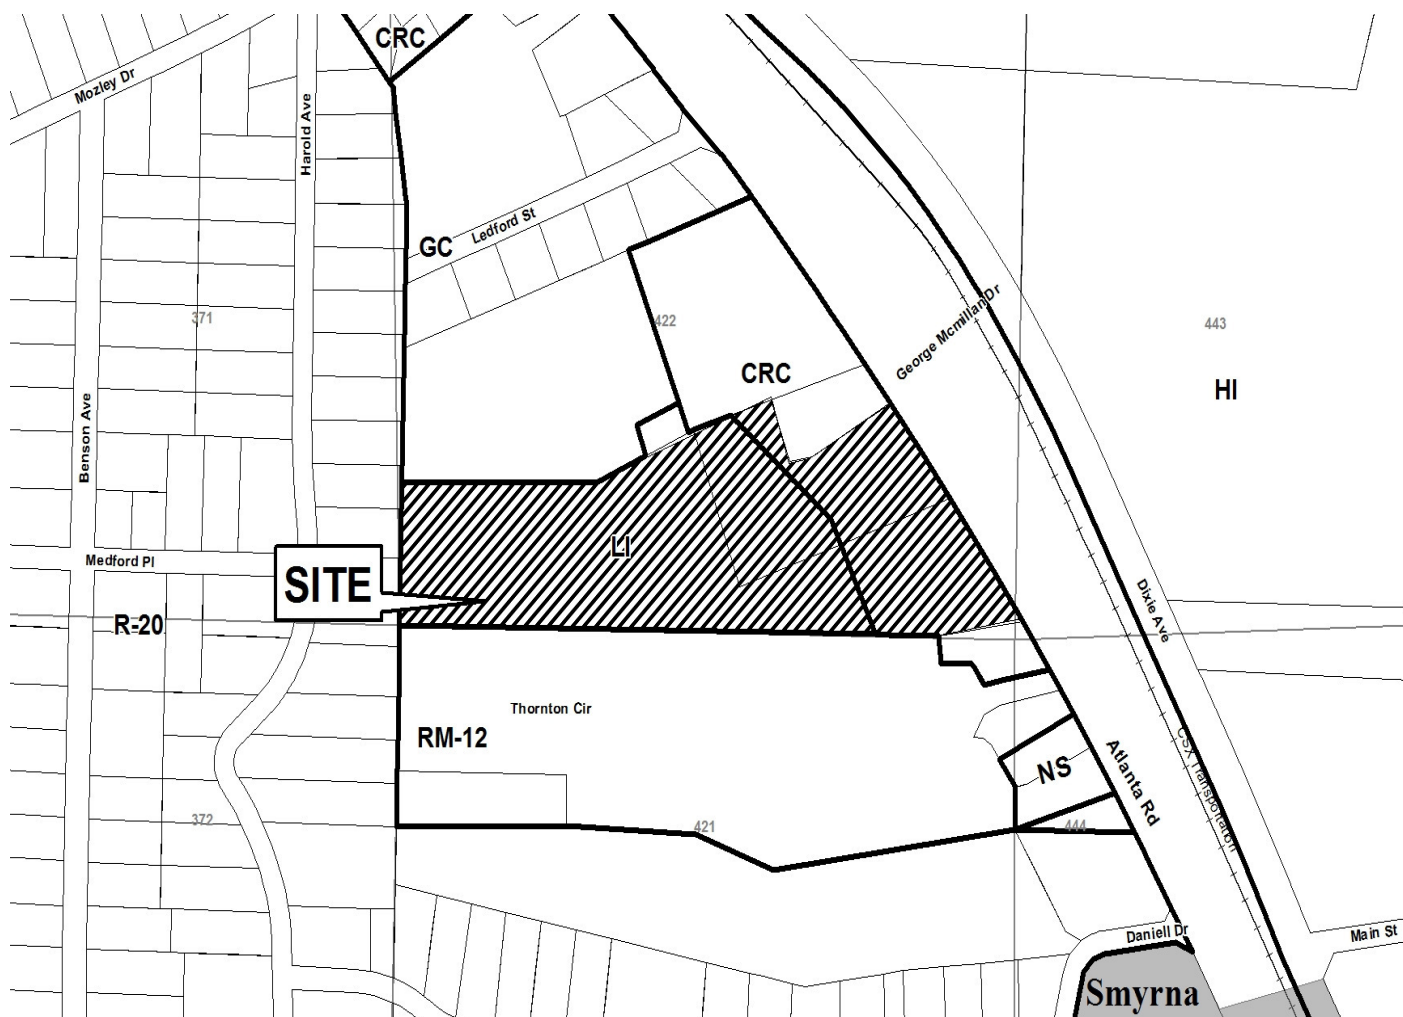 CRC
Mozley Dr
Harold Ave
Ledford St
GC
George Mcmillan Dr
371
422
443
CRC
HI
Benson Ave
LI
Medford Pl
SITE
R-20
Dixie Ave
Thornton Cir
RM-12
CSX Transpoitation
NS
Atlanta Rd
372
421
444
Daniell Dr
Main St
Smyrna